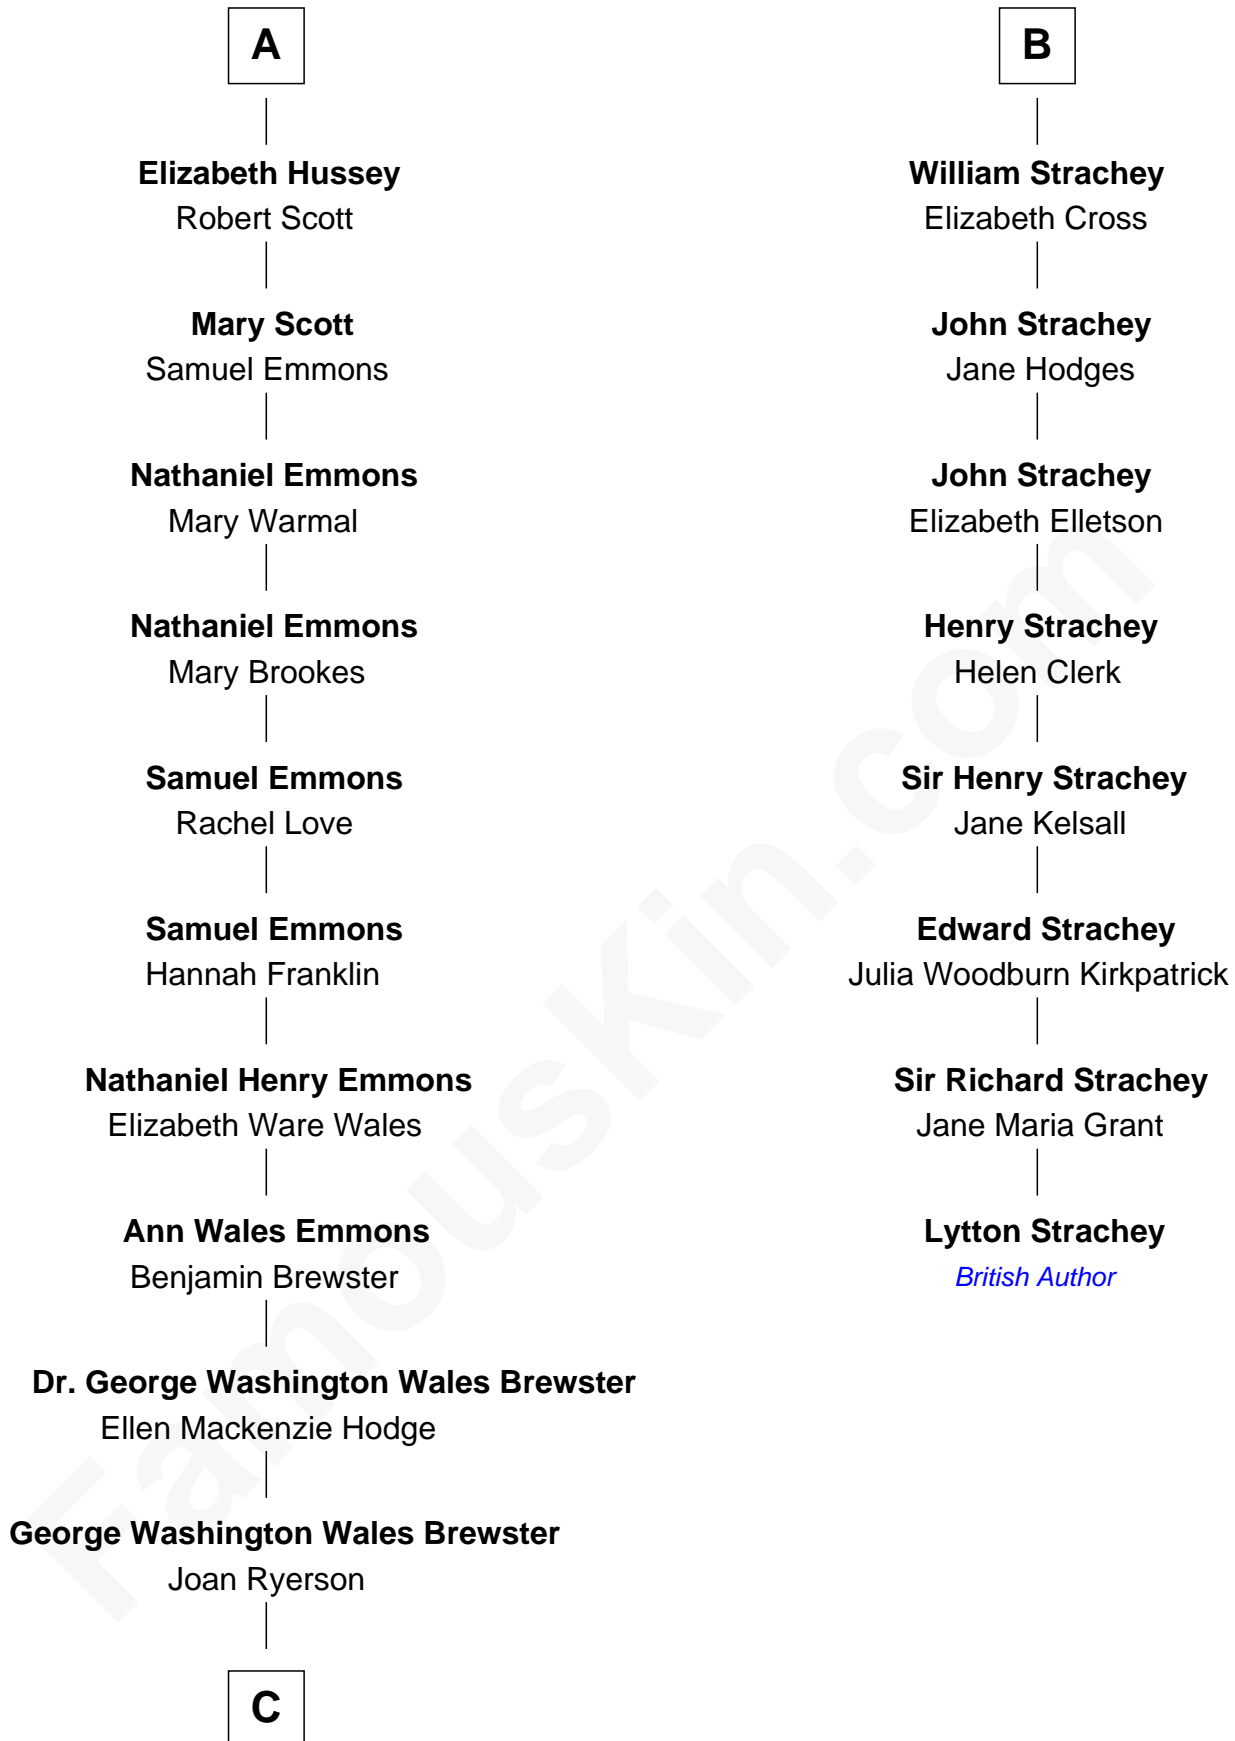 A
Elizabeth Hussey
Robert Scott
Mary Scott
Samuel Emmons
Nathaniel Emmons
Mary Warmal
Nathaniel Emmons
Mary Brookes
Samuel Emmons
Rachel Love
Samuel Emmons
Hannah Franklin
Nathaniel Henry Emmons
Elizabeth Ware Wales
Ann Wales Emmons
Benjamin Brewster
Dr. George Washington Wales Brewster
Ellen Mackenzie Hodge
George Washington Wales Brewster
Joan Ryerson
C
B
William Strachey
Elizabeth Cross
John Strachey
Jane Hodges
John Strachey
Elizabeth Elletson
Henry Strachey
Helen Clerk
Sir Henry Strachey
Jane Kelsall
Edward Strachey
Julia Woodburn Kirkpatrick
Sir Richard Strachey
Jane Maria Grant
Lytton Strachey
British Author
FamousKin.com